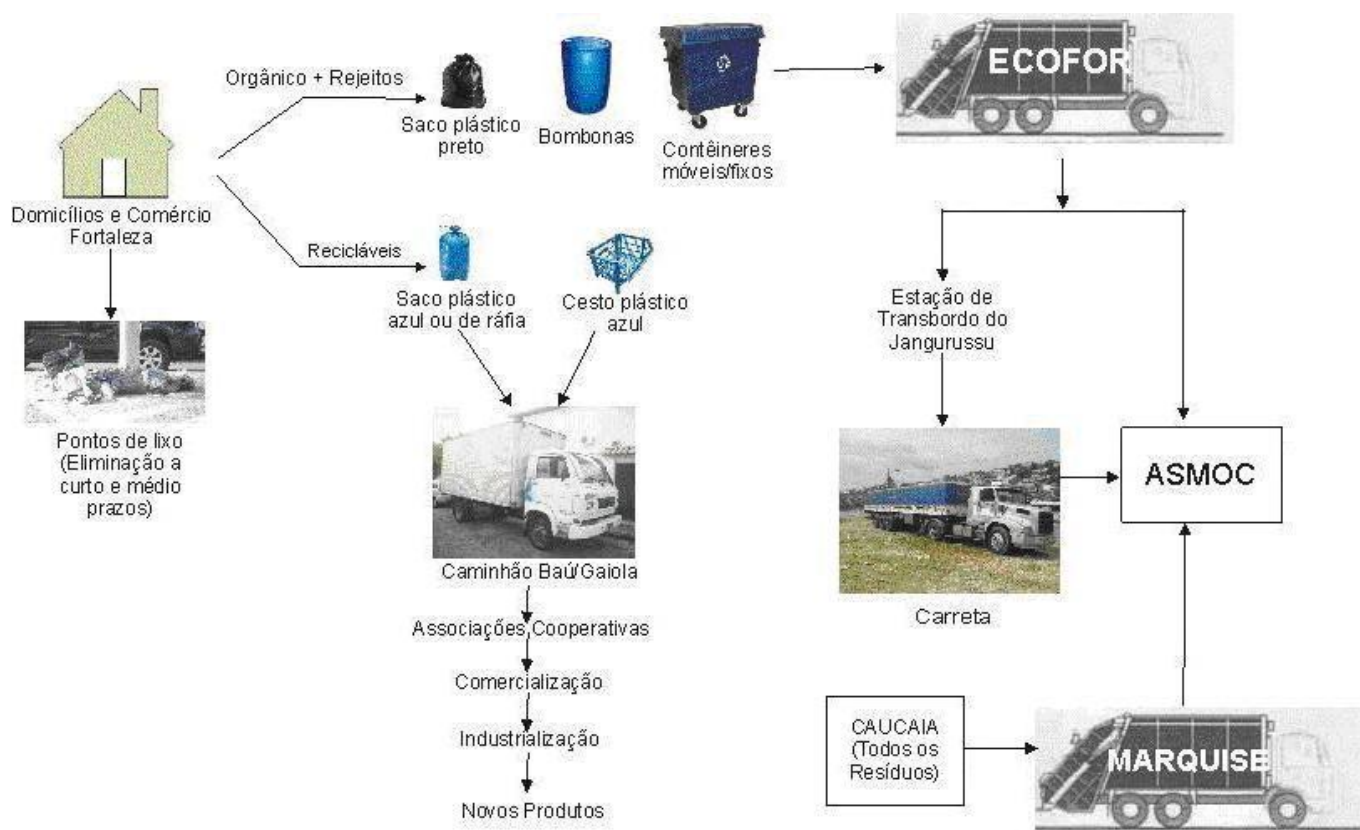 Orgânico + Rejeitos
Saco plástico
preto
Bombonas
Contêineres
móveis/fixos
ECOFOR
Domicílios e Comércio
Fortaleza
Recicláveis
Saco plástico
azul ou de ráfia
Cesto plástico
azul
Pontos de lixo
(Eliminação a
curto e médio
prazos)
Caminhão Baú/Gaiola
Associações Cooperativas
Comercialização
Industrialização
Novos Produtos
Estação de
Transbordo do
Jangurussu
Carreta
ASMOC
CAUCAIA
(Todos os
Resíduos)
MARQUISE